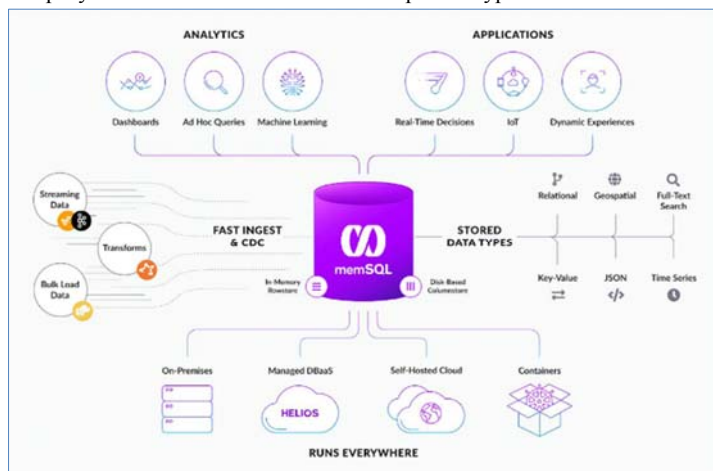 ANALYTICS
APPLICATIONS
Dashboards
Ad Hoc Queries
Machine Learning
Real-Time Decisions
IoT
Dynamic Experiences
Streaming
Data
Transforms
Bulk Load
Data
FAST INGEST
& CDC
memSQL
In Memory
Rowstore
Disk-Based
Columnstore
STORED
DATA TYPES
Relational
Geospatial
Full-Text
Search
Key-Value
JSON
Time Series
On-Premises
Managed DBaaS
Self-Hosted Cloud
Containers
HELIOS
RUNS EVERYWHERE